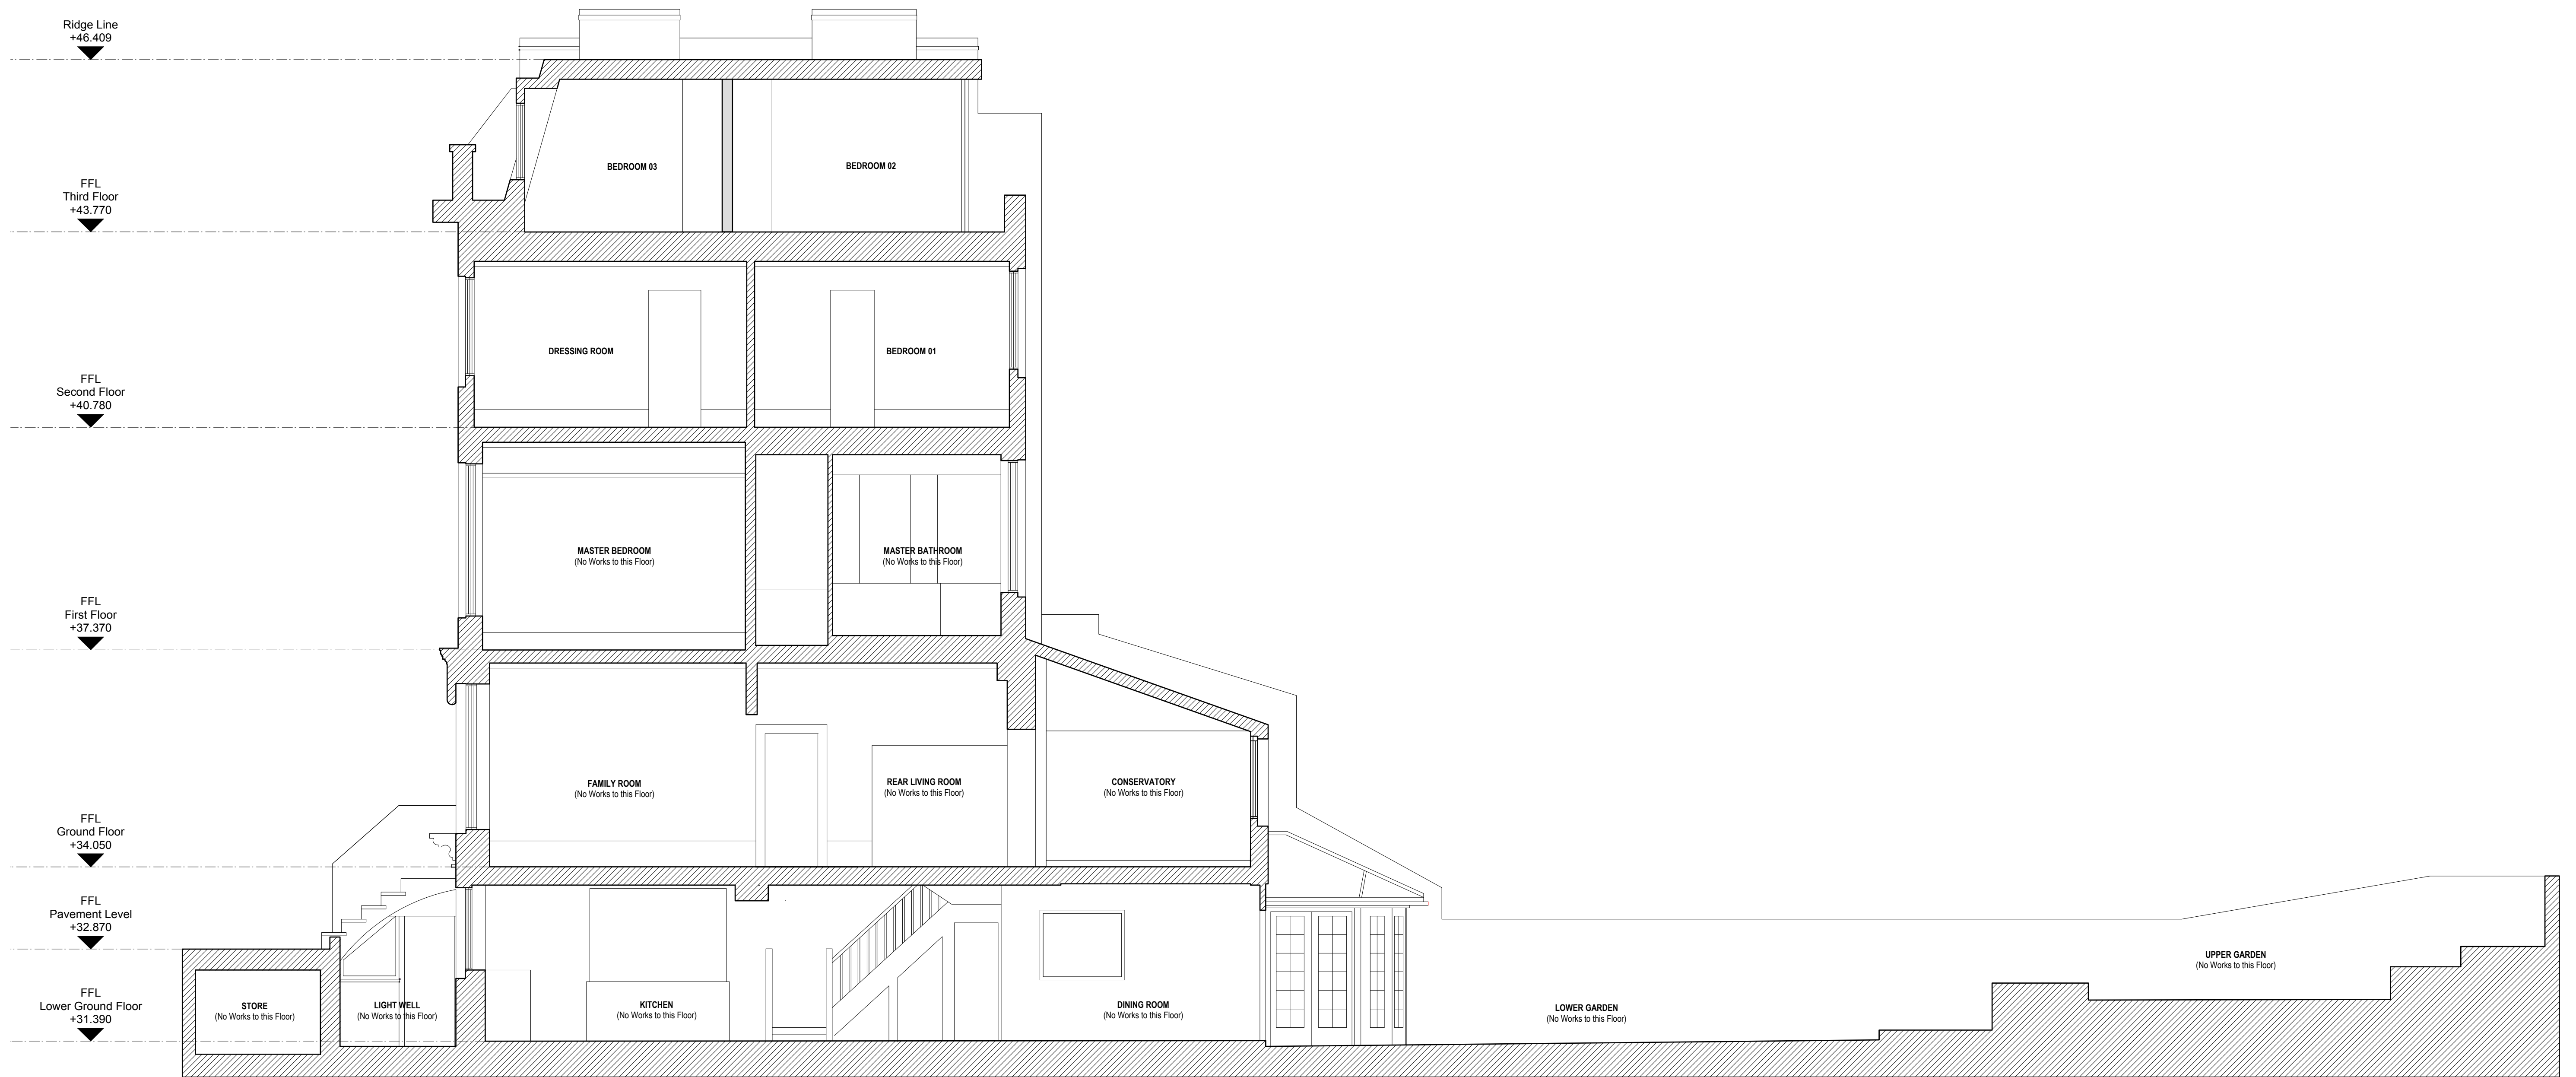 Ridge Line
+46.409
FFL
Third Floor
+43.770
FFL
Second Floor
+40.780
FFL
First Floor
+37.370
FFL
Ground Floor
+34.050
FFL
Pavement Level
+32.870
FFL
Lower Ground Floor
+31.390
BEDROOM 03
BEDROOM 02
DRESSING ROOM
BEDROOM 01
MASTER BEDROOM
(No Works to this Floor)
MASTER BATHROOM
(No Works to this Floor)
FAMILY ROOM
(No Works to this Floor)
REAR LIVING ROOM
(No Works to this Floor)
CONSERVATORY
(No Works to this Floor)
STORE
(No Works to this Floor)
LIGHT WELL
(No Works to this Floor)
KITCHEN
(No Works to this Floor)
DINING ROOM
(No Works to this Floor)
LOWER GARDEN
(No Works to this Floor)
UPPER GARDEN
(No Works to this Floor)